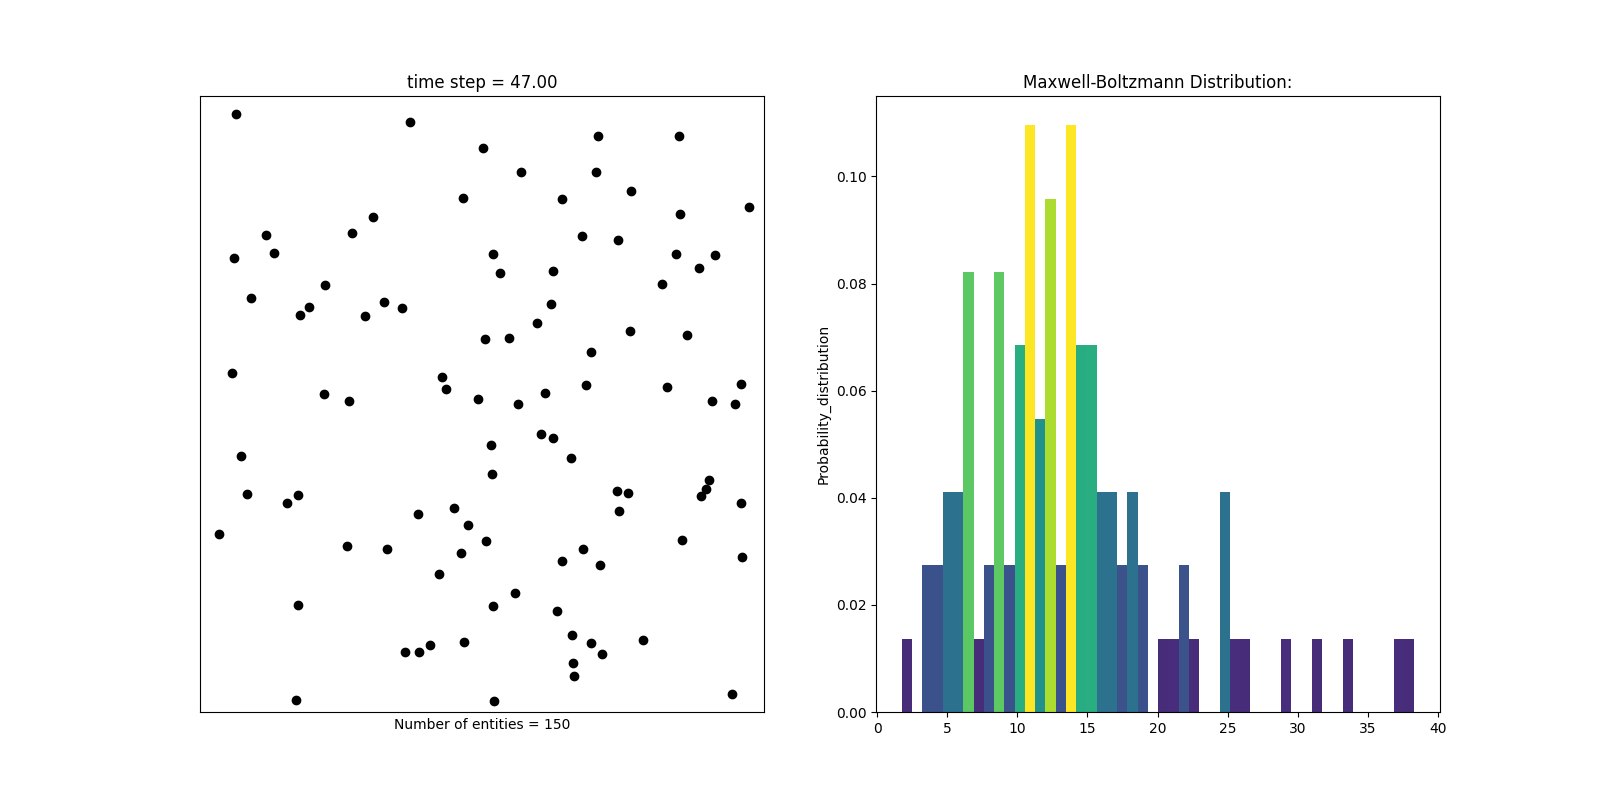 time step = 47.00
Number of entities = 150
Maxwell-Boltzmann Distribution:
Probability_distribution
0.10
0.08
0.06
0.04
0.02
0.00
0 5 10 15 20 25 30 35 40